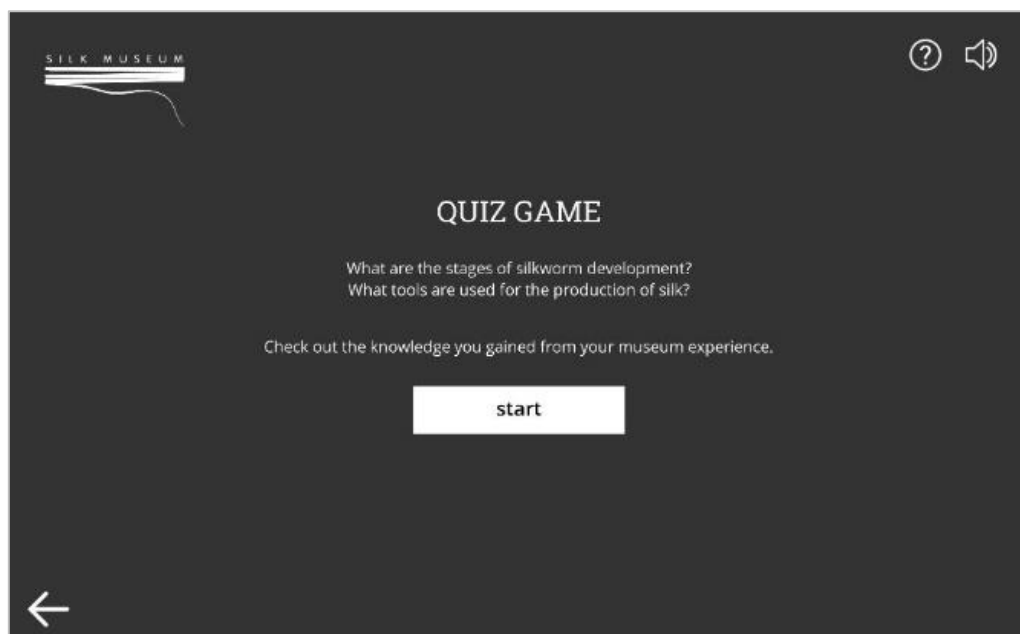 SILK MUSEUM
?
QUIZ GAME
What are the stages of silkworm development?
What tools are used for the production of silk?
Check out the knowledge you gained from your museum experience.
start